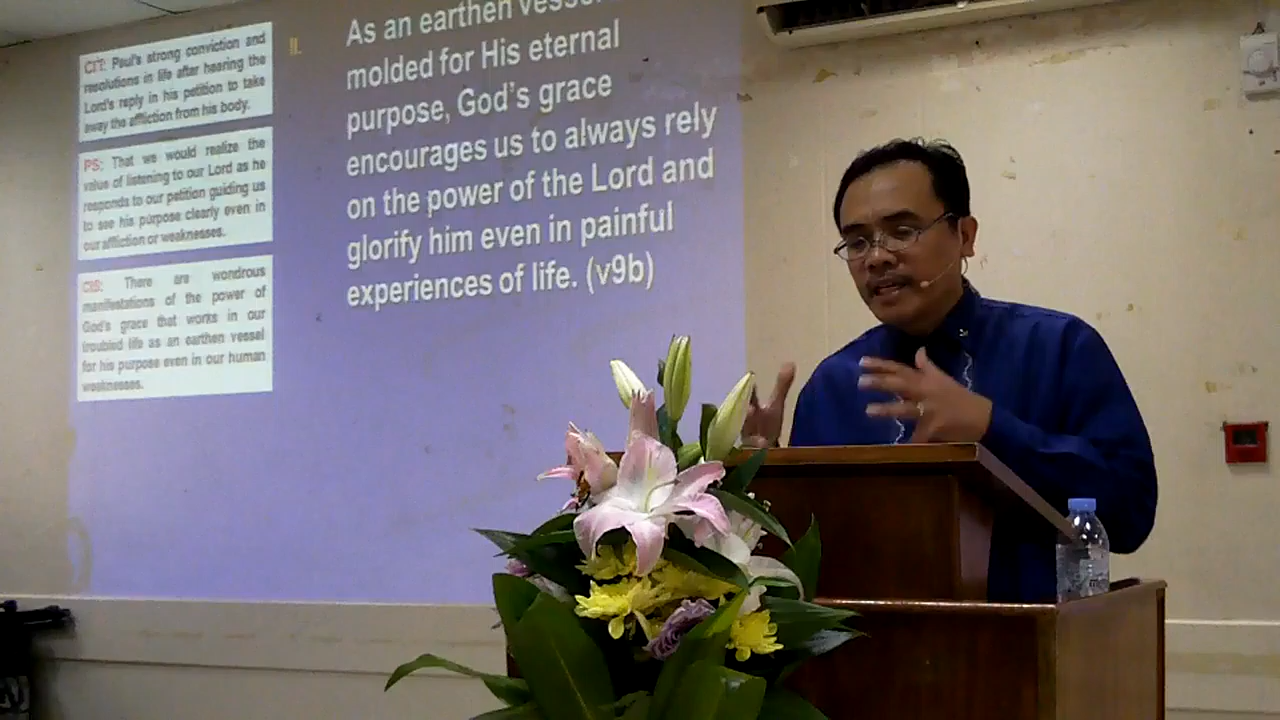 CIT: Paul's strong conviction and
resolutions in life after hearing the
Lord's reply in his petition to take
away the affliction from his body.
PS: That we would realize the
value of listening to our Lord as he
responds to our petition guiding us
to see his purpose clearly even in
our affliction or weaknesses.
CIS: There are wondrous
manifestations of the power of
God's grace that works in our
troubled life as an earthen vessel
for his purpose even in our human
weaknesses.
II.
As an earthen vessel
molded for His eternal
purpose, God's grace
encourages us to always rely
on the power of the Lord and
glorify him even in painful
experiences of life. (v9b)